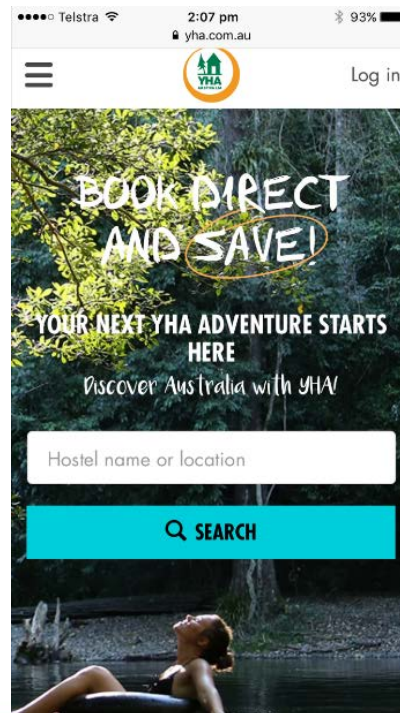 Telstra 2:07 pm 93%
yha.com.au
YHA
Log in
BOOK DIRECT
AND SAVE!
YOUR NEXT YHA ADVENTURE STARTS
HERE
Discover Australia with YHA!
Hostel name or location
SEARCH